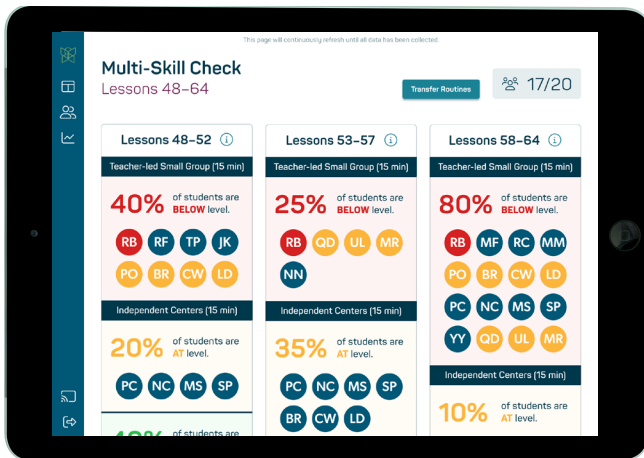 This page will continuously refresh until all data has been collected.
Multi-Skill Check
Lessons 48–64
Transfer Routines
17/20
Lessons 48–52
Teacher-led Small Group (15 min)
40% of students are
BELOW level.
RB RF TP JK
PO BR CW LD
Independent Centers (15 min)
20% of students are
AT level.
PC NC MS SP
of students are
Lessons 53–57
Teacher-led Small Group (15 min)
25% of students are
BELOW level.
RB QD UL MR
NN
Independent Centers (15 min)
35% of students are
AT level.
PC NC MS SP
BR CW LD
Lessons 58–64
Teacher-led Small Group (15 min)
80% of students are
BELOW level.
RB MF RC MM
PO BR CW LD
PC NC MS SP
YY QD UL MR
Independent Centers (15 min)
10% of students are
AT level.